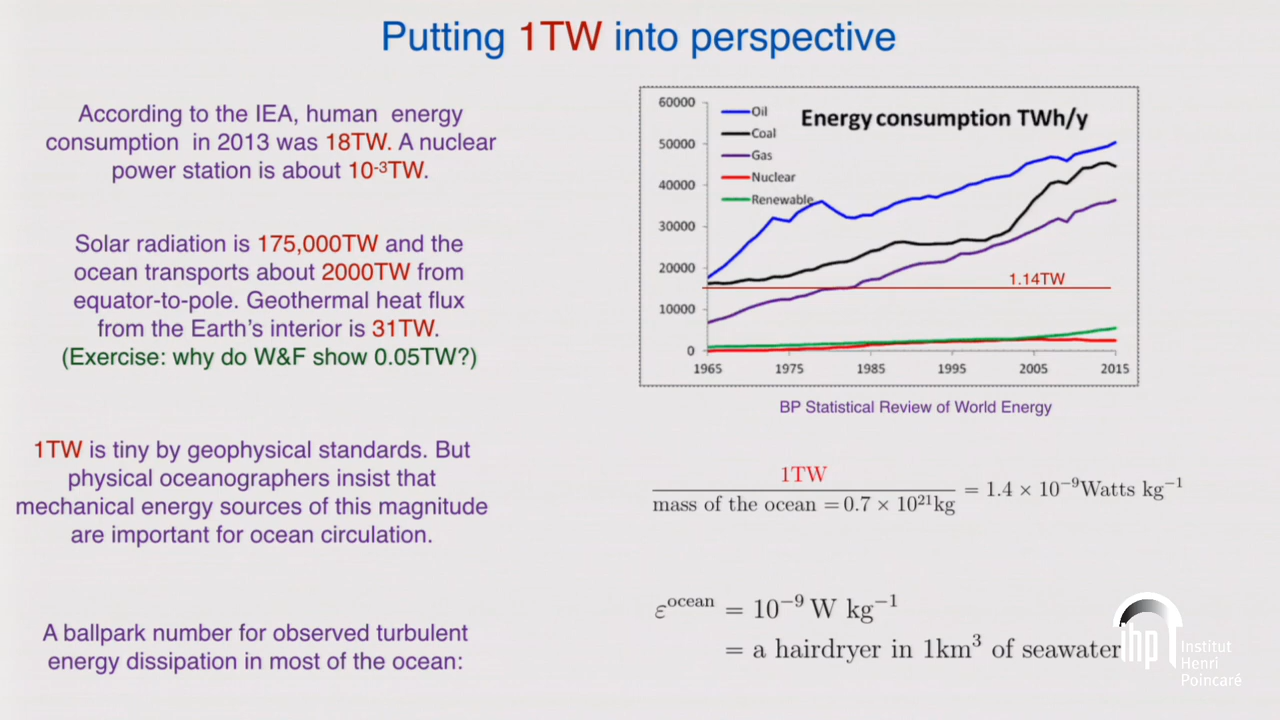 Putting 1TW into perspective
According to the IEA, human energy
consumption in 2013 was 18TW. A nuclear
power station is about 10⁻³TW.
Solar radiation is 175,000TW and the
ocean transports about 2000TW from
equator-to-pole. Geothermal heat flux
from the Earth's interior is 31TW.
(Exercise: why do W&F show 0.05TW?)
1TW is tiny by geophysical standards. But
physical oceanographers insist that
mechanical energy sources of this magnitude
are important for ocean circulation.
A ballpark number for observed turbulent
energy dissipation in most of the ocean:
Energy consumption TWh/y
Oil
Coal
Gas
Nuclear
Renewable
60000
50000
40000
30000
20000
10000
0
1.14TW
1965 1975 1985 1995 2005 2015
BP Statistical Review of World Energy
1TW
mass of the ocean = 0.7 × 10²¹kg
= 1.4 × 10⁻⁹Watts kg⁻¹
ε^ocean = 10⁻⁹ W kg⁻¹
= a hairdryer in 1km³ of seawater
ihp
Institut
Henri
Poincaré